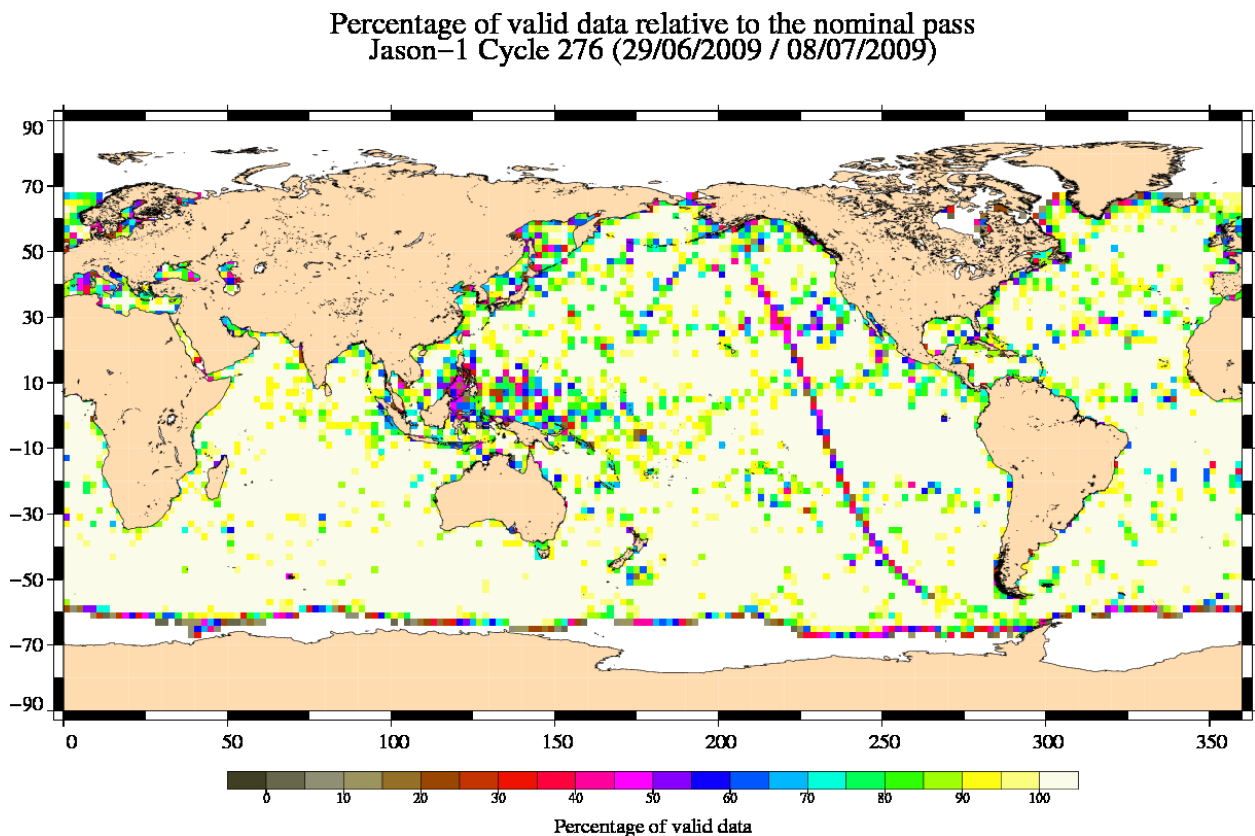 Percentage of valid data relative to the nominal pass
Jason-1 Cycle 276 (29/06/2009 / 08/07/2009)
90
70
50
30
10
-10
-30
-50
-70
-90
0 50 100 150 200 250 300 350
0 10 20 30 40 50 60 70 80 90 100
Percentage of valid data